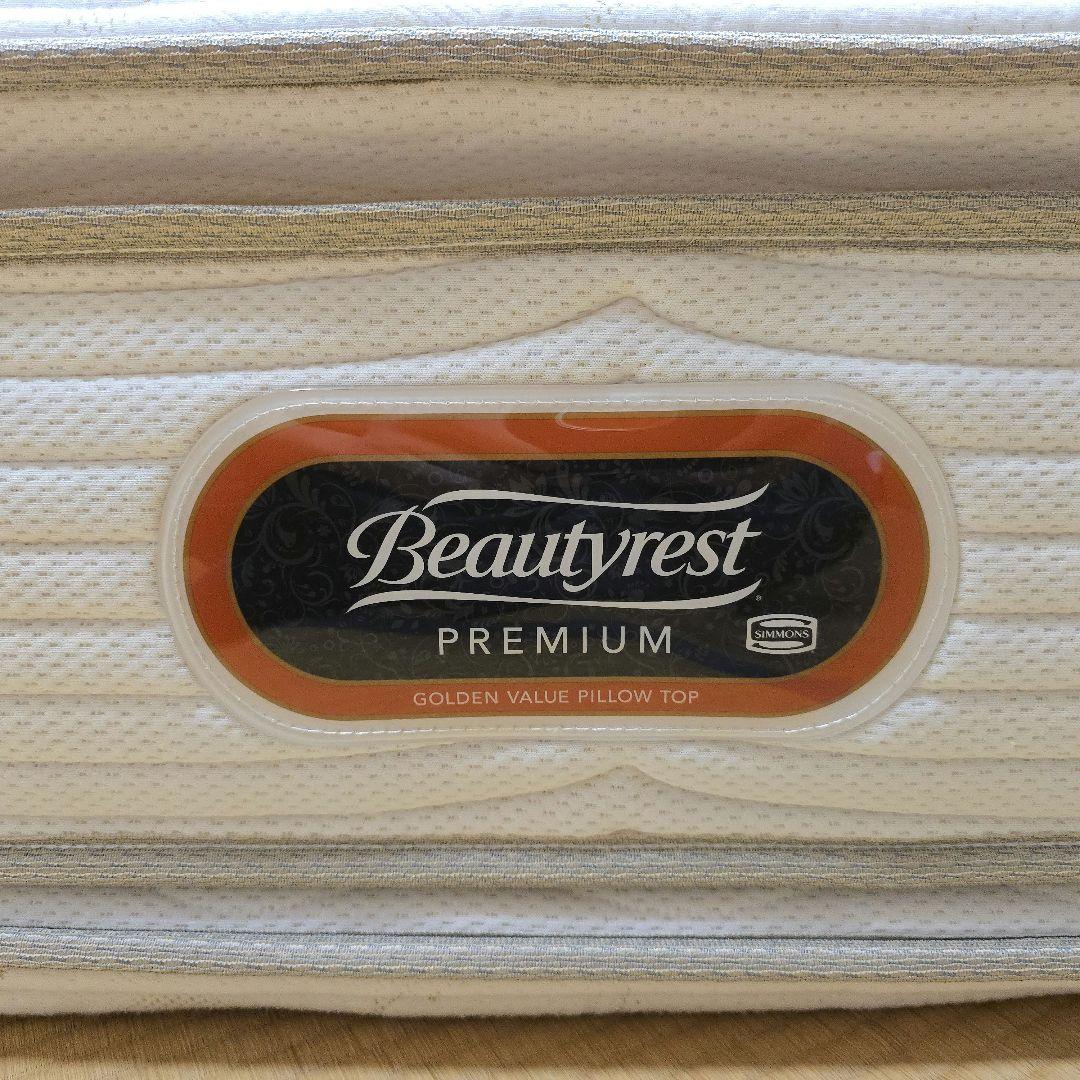 Beautyrest®
PREMIUM
SIMMONS
GOLDEN VALUE PILLOW TOP